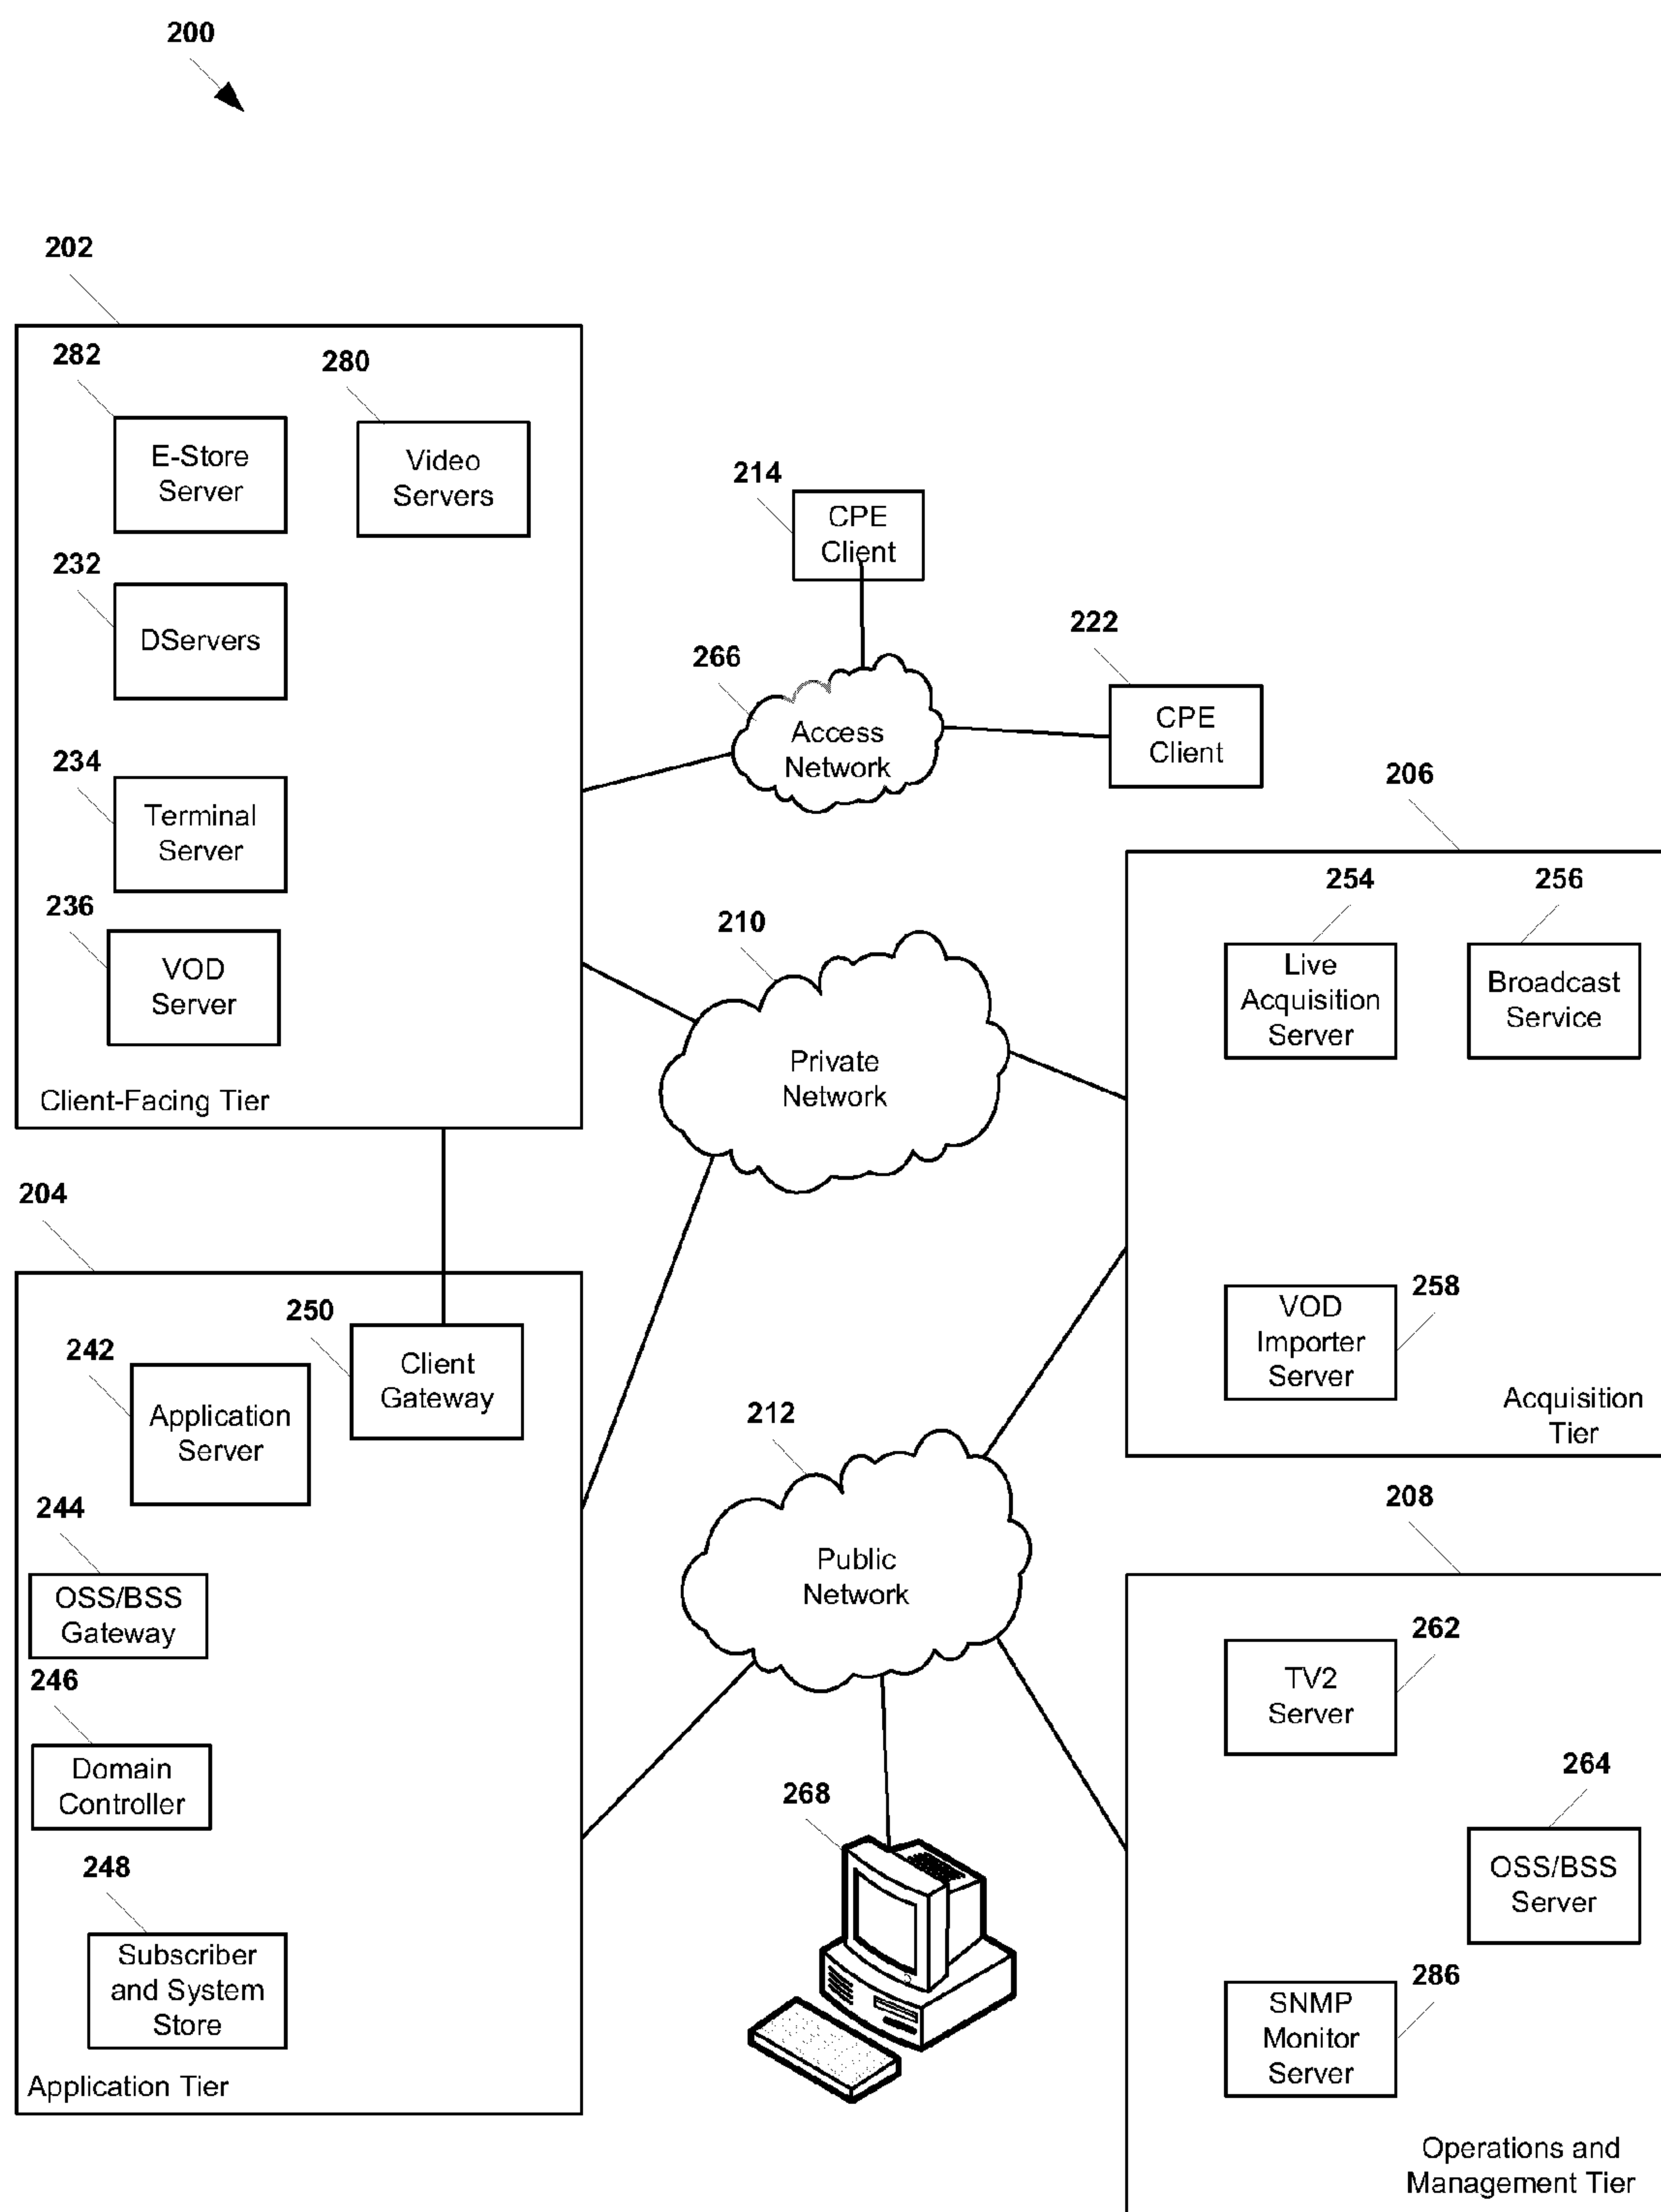 200
202
282
280
E-Store
Server
Video
Servers
232
DServers
234
Terminal
Server
236
VOD
Server
Client-Facing Tier
214
CPE
Client
222
CPE
Client
266
Access
Network
210
Private
Network
206
254
256
Live
Acquisition
Server
Broadcast
Service
258
VOD
Importer
Server
Acquisition
Tier
204
250
Client
Gateway
242
Application
Server
244
OSS/BSS
Gateway
246
Domain
Controller
248
Subscriber
and System
Store
Application Tier
212
Public
Network
268
208
262
TV2
Server
264
OSS/BSS
Server
286
SNMP
Monitor
Server
Operations and
Management Tier